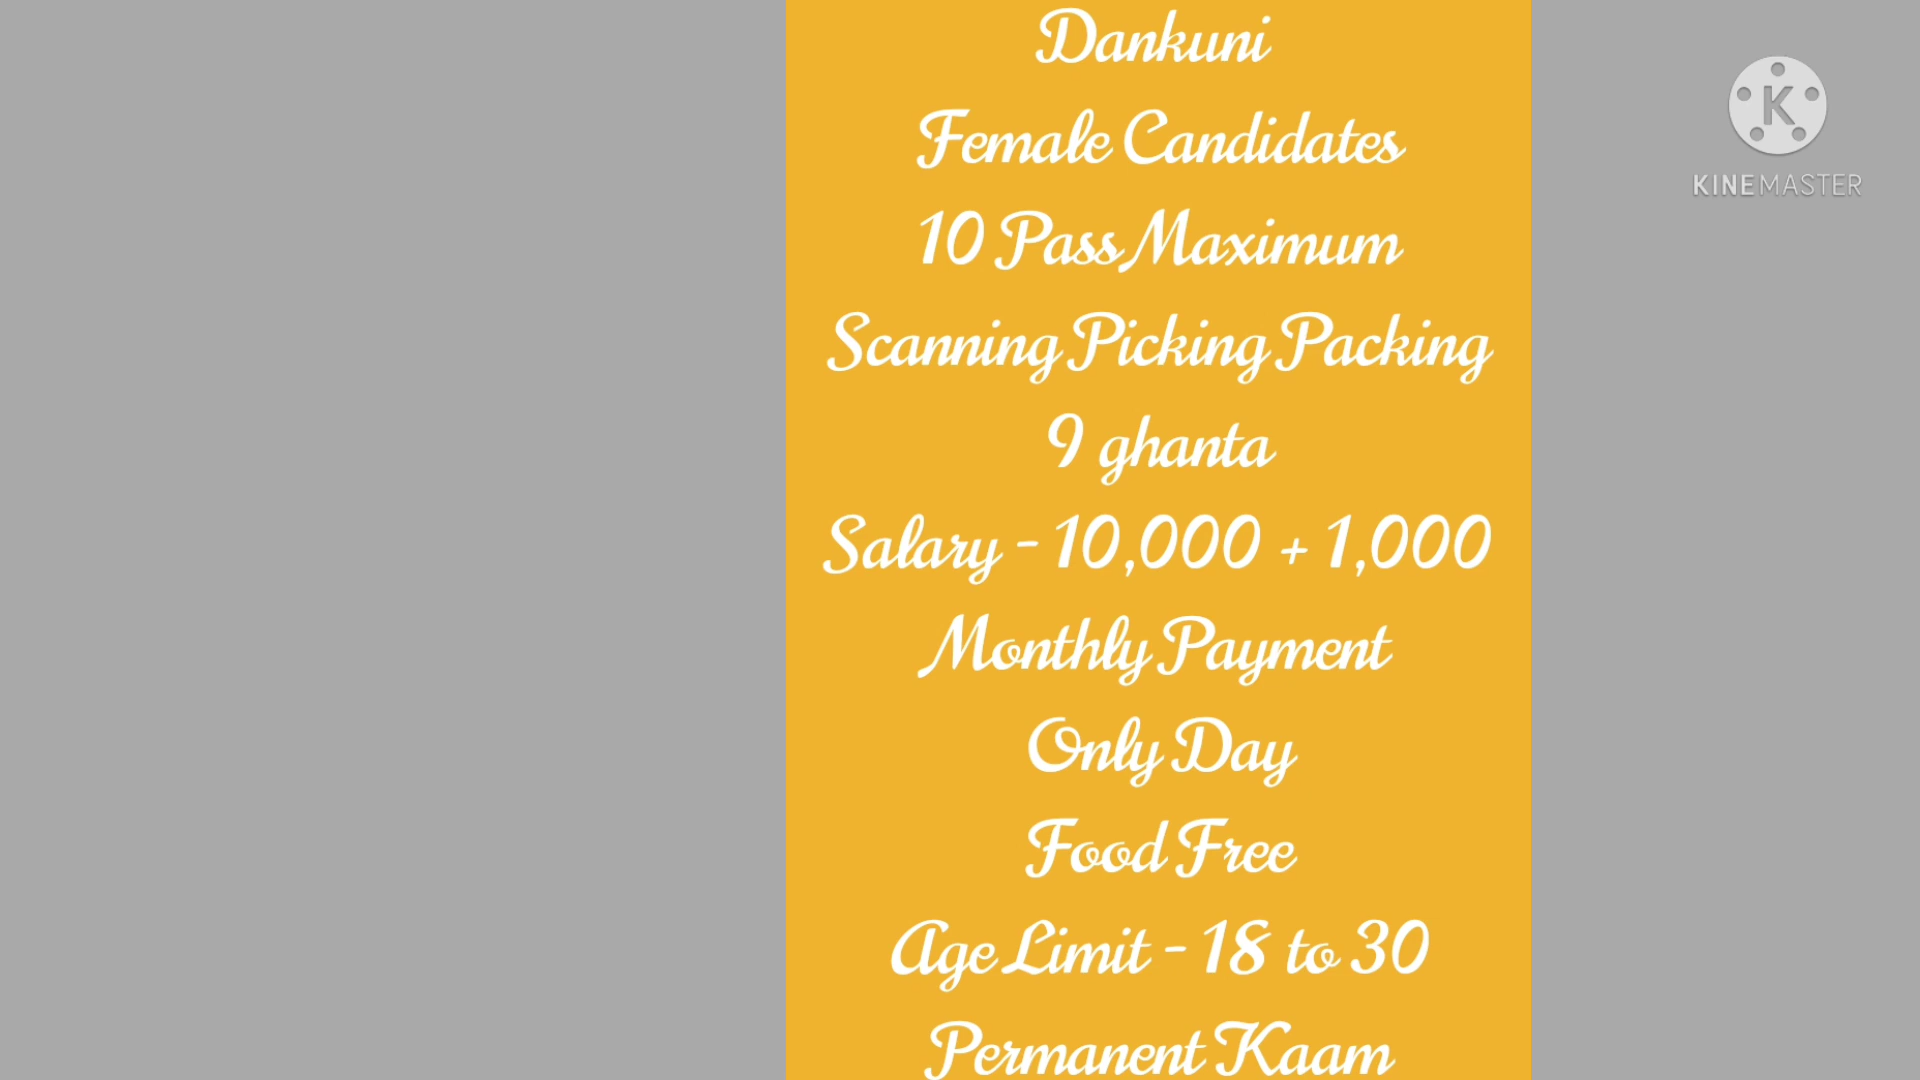 Dankuni
Female Candidates
10 Pass Maximum
Scanning Picking Packing
9 ghanta
Salary - 10,000 + 1,000
Monthly Payment
Only Day
Food Free
Age Limit - 18 to 30
Permanent Kaam
K
KINEMASTER